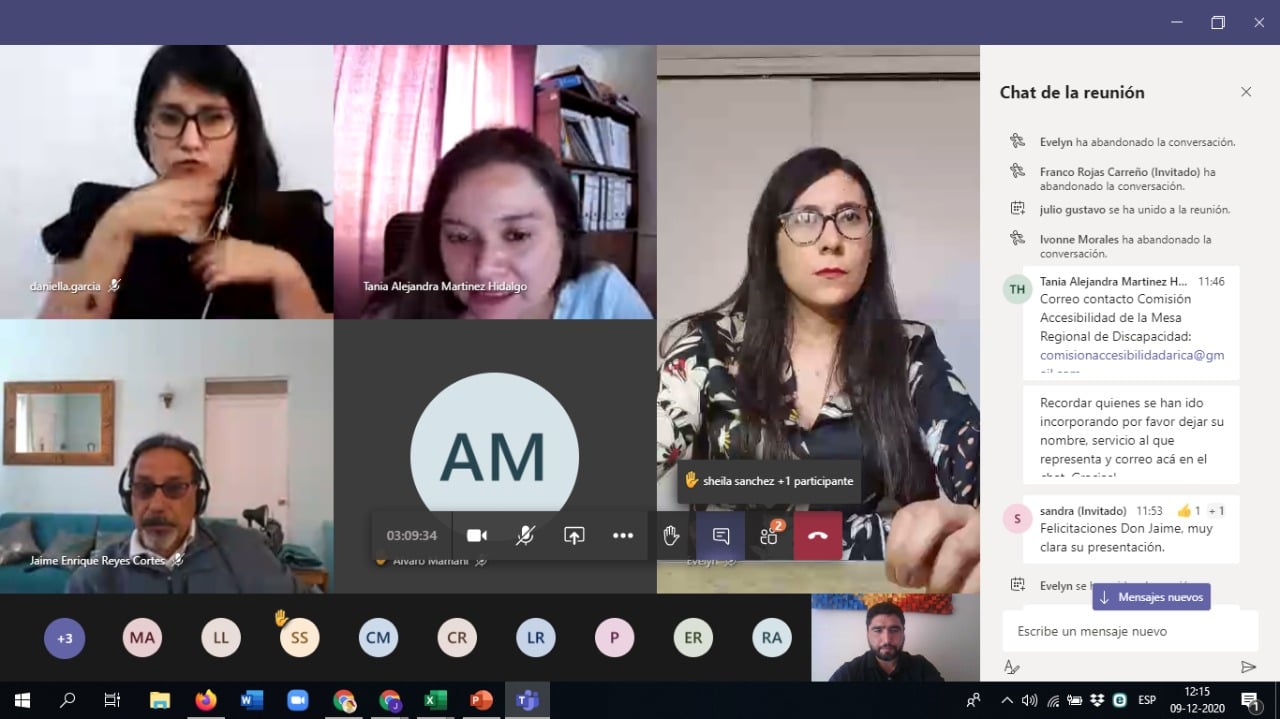 Chat de la reunión
Evelyn ha abandonado la conversación.
Franco Rojas Carreño (Invitado) ha
abandonado la conversación.
julio gustavo se ha unido a la reunión.
Ivonne Morales ha abandonado la
conversación.
TH
Tania Alejandra Martinez H... 11:46
Correo contacto Comisión
Accesibilidad de la Mesa
Regional de Discapacidad:
comisionaccesibilidadarica@gm
ail.com
Recordar quienes se han ido
incorporando por favor dejar su
nombre, servicio al que
representa y correo acá en el
chat. Gracias!
S
sandra (Invitado) 11:53 👍 1 + 1
Felicitaciones Don Jaime, muy
clara su presentación.
Evelyn se
Mensajes nuevos
Escribe un mensaje nuevo
daniella.garcia
Tania Alejandra Martinez Hidalgo
Jaime Enrique Reyes Cortes
AM
Alvaro Mamani
sheila sanchez +1 participante
Evelyn
03:09:34
2
+3
MA
LL
SS
CM
CR
LR
P
ER
RA
ESP
12:15
09-12-2020
1